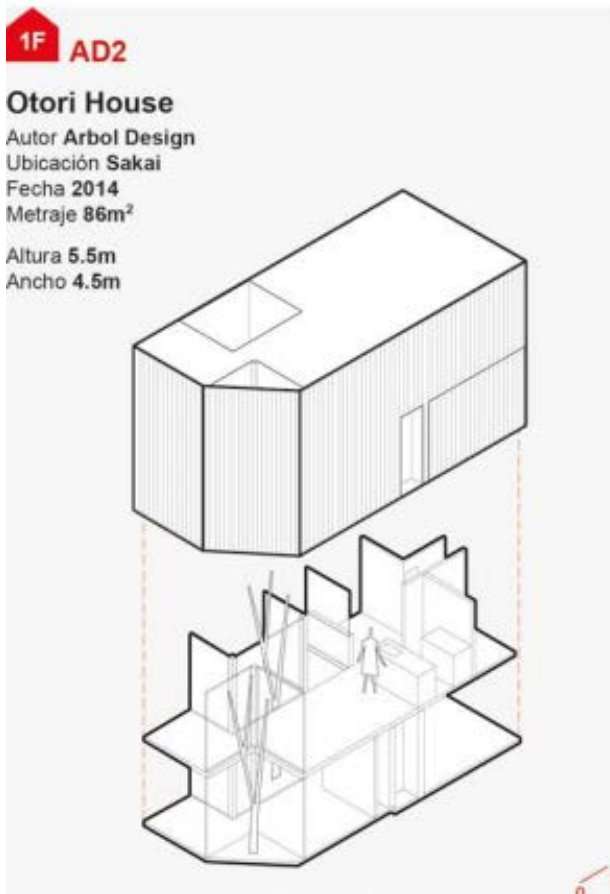 1F AD2
Otori House
Autor Arbol Design
Ubicación Sakai
Fecha 2014
Metraje 86m²
Altura 5.5m
Ancho 4.5m
0